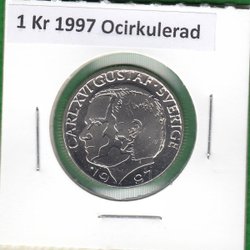 1 Kr 1997 Ocirkulerad
CARL XVI GUSTAF · SVERIGE
· 19 97 ·